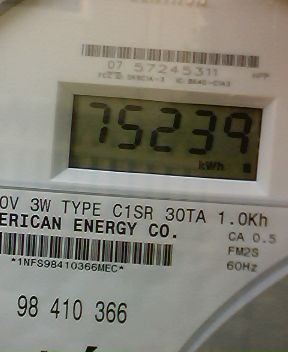 07 57245311
75239
kWh
0V 3W TYPE C1SR 30TA 1.0Kh
ERICAN ENERGY CO.
CA 0.5
FM2S
*1NFS98410366MEC*
60Hz
98 410 366